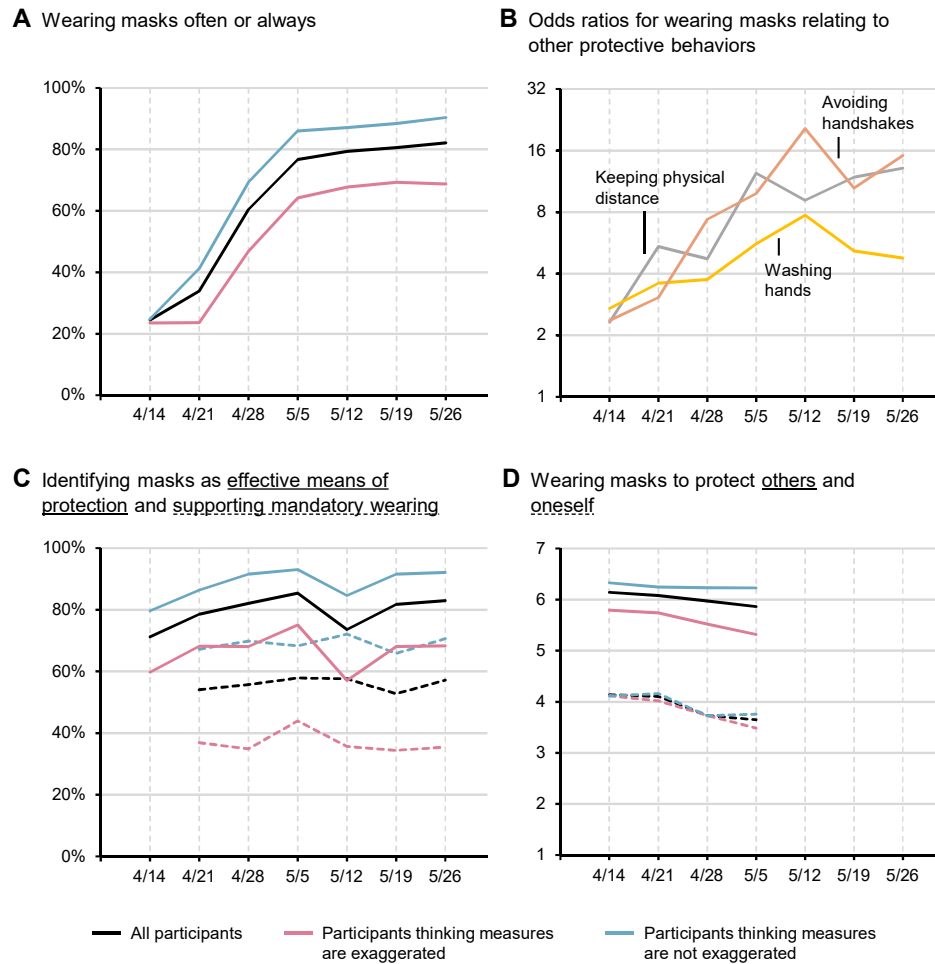 A Wearing masks often or always
100%
80%
60%
40%
20%
0%
4/14 4/21 4/28 5/5 5/12 5/19 5/26
B Odds ratios for wearing masks relating to
other protective behaviors
32
16
8
4
2
1
Avoiding
handshakes
Keeping physical
distance
Washing
hands
4/14 4/21 4/28 5/5 5/12 5/19 5/26
C Identifying masks as effective means of
protection and supporting mandatory wearing
100%
80%
60%
40%
20%
0%
4/14 4/21 4/28 5/5 5/12 5/19 5/26
D Wearing masks to protect others and
oneself
7
6
5
4
3
2
1
4/14 4/21 4/28 5/5 5/12 5/19 5/26
All participants
Participants thinking measures
are exaggerated
Participants thinking measures
are not exaggerated